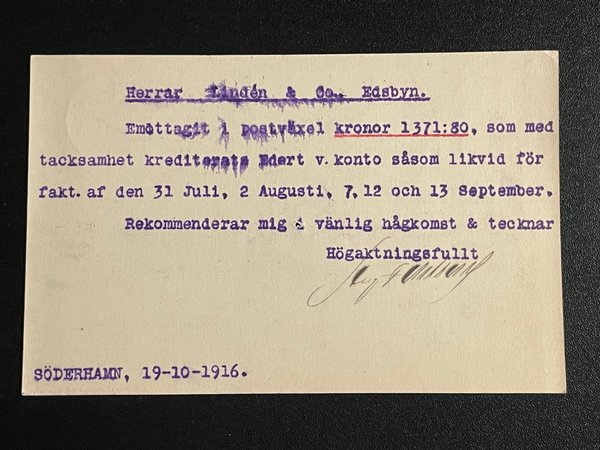 Herrar Lindén & Co., Edsbyn.
Emottagit i postväxel kronor 1371:80, som med
tacksamhet krediterats Edert v. konto såsom likvid för
fakt. af den 31 Juli, 2 Augusti, 7, 12 och 13 September.
Rekommenderar mig i vänlig hågkomst & tecknar
Högaktningsfullt
SÖDERHAMN, 19-10-1916.